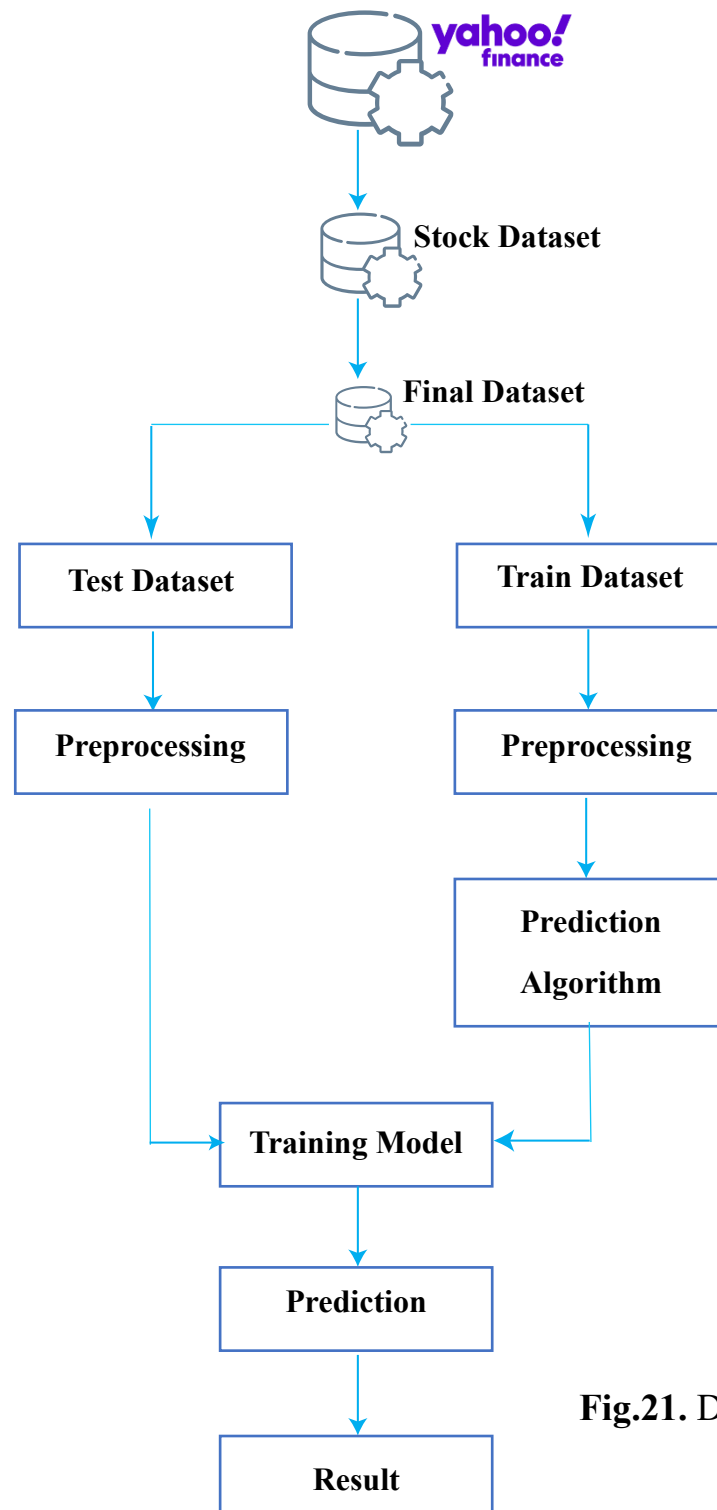 yahoo!
finance
Stock Dataset
Final Dataset
Test Dataset
Train Dataset
Preprocessing
Preprocessing
Prediction
Algorithm
Training Model
Prediction
Fig.21. D
Result